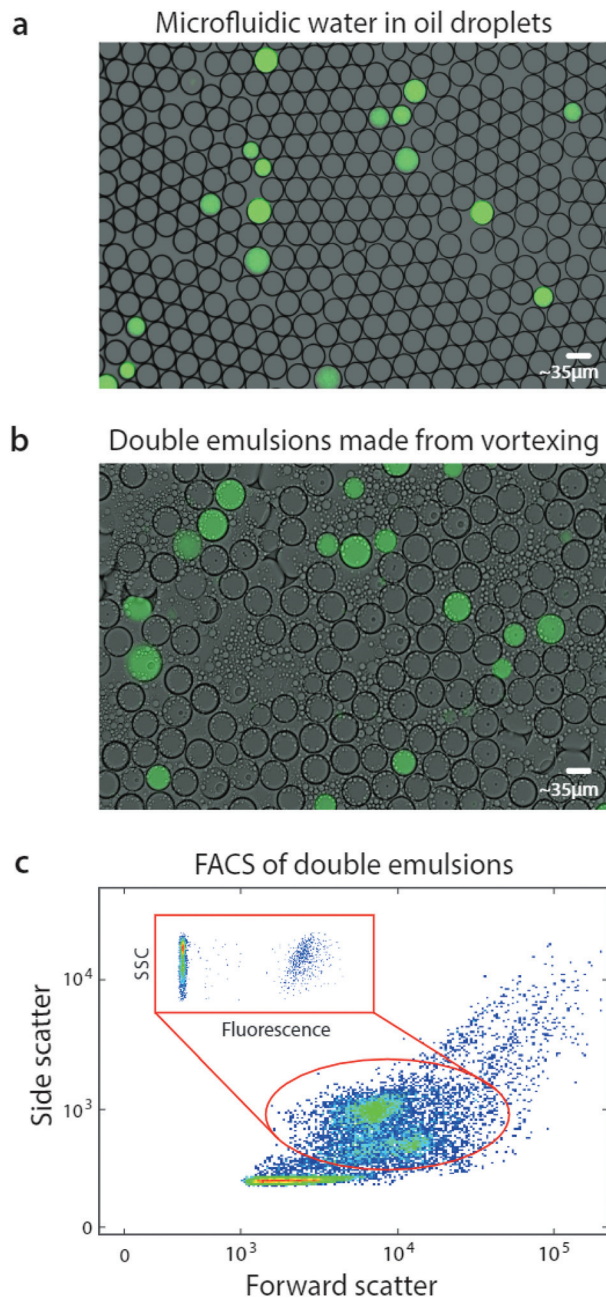 a
Microfluidic water in oil droplets
~35μm
b
Double emulsions made from vortexing
~35μm
c
FACS of double emulsions
SSC
Fluorescence
Side scatter
10⁴
10³
0
0
10³
10⁴
10⁵
Forward scatter